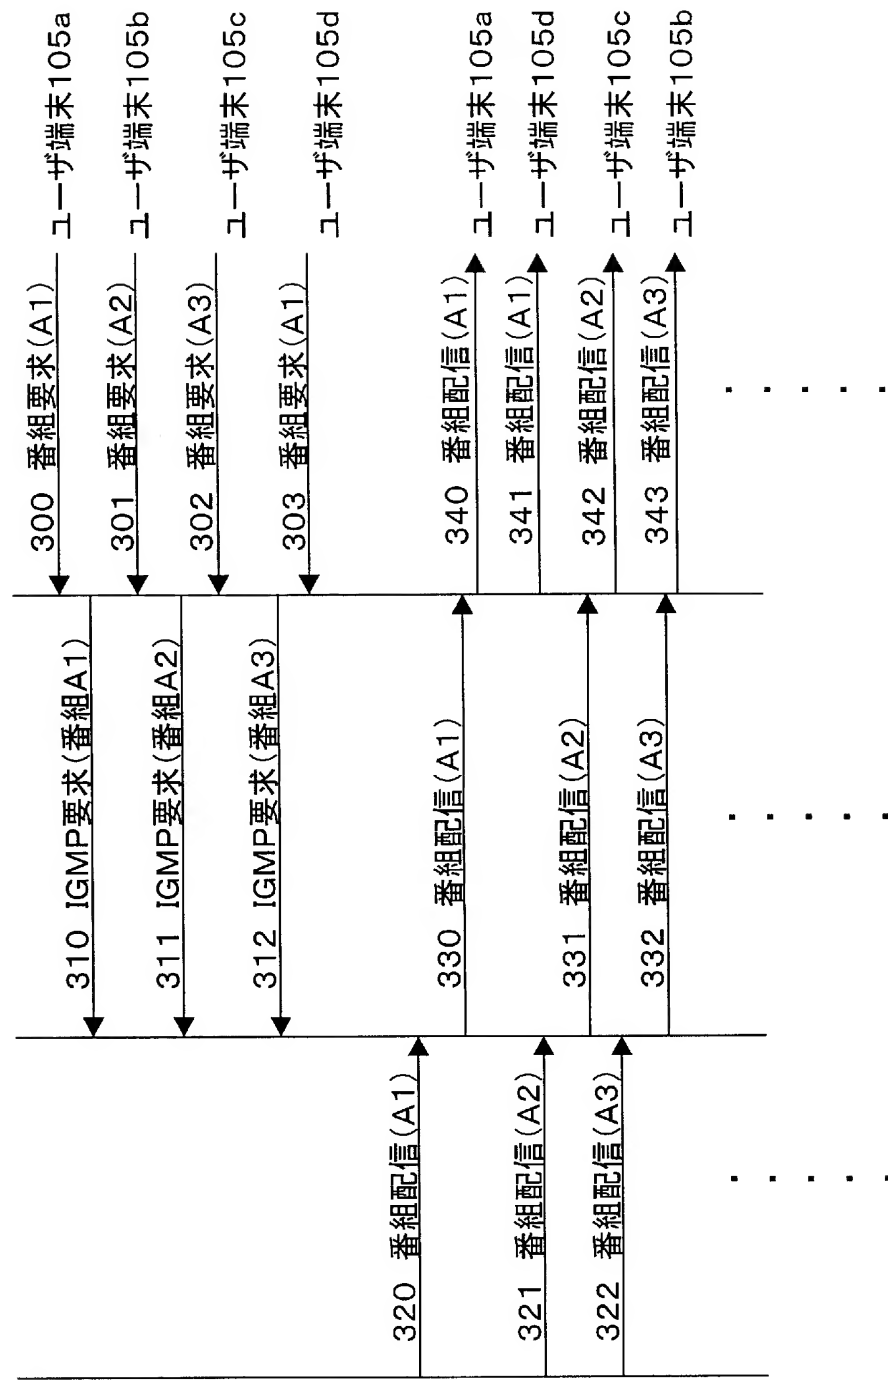 300 番組要求(A1)
ユーザ端末105a
301 番組要求(A2)
ユーザ端末105b
302 番組要求(A3)
ユーザ端末105c
303 番組要求(A1)
ユーザ端末105d
310 IGMP要求(番組A1)
311 IGMP要求(番組A2)
312 IGMP要求(番組A3)
320 番組配信(A1)
330 番組配信(A1)
340 番組配信(A1)
ユーザ端末105a
341 番組配信(A1)
ユーザ端末105d
321 番組配信(A2)
331 番組配信(A2)
342 番組配信(A2)
ユーザ端末105c
322 番組配信(A3)
332 番組配信(A3)
343 番組配信(A3)
ユーザ端末105b